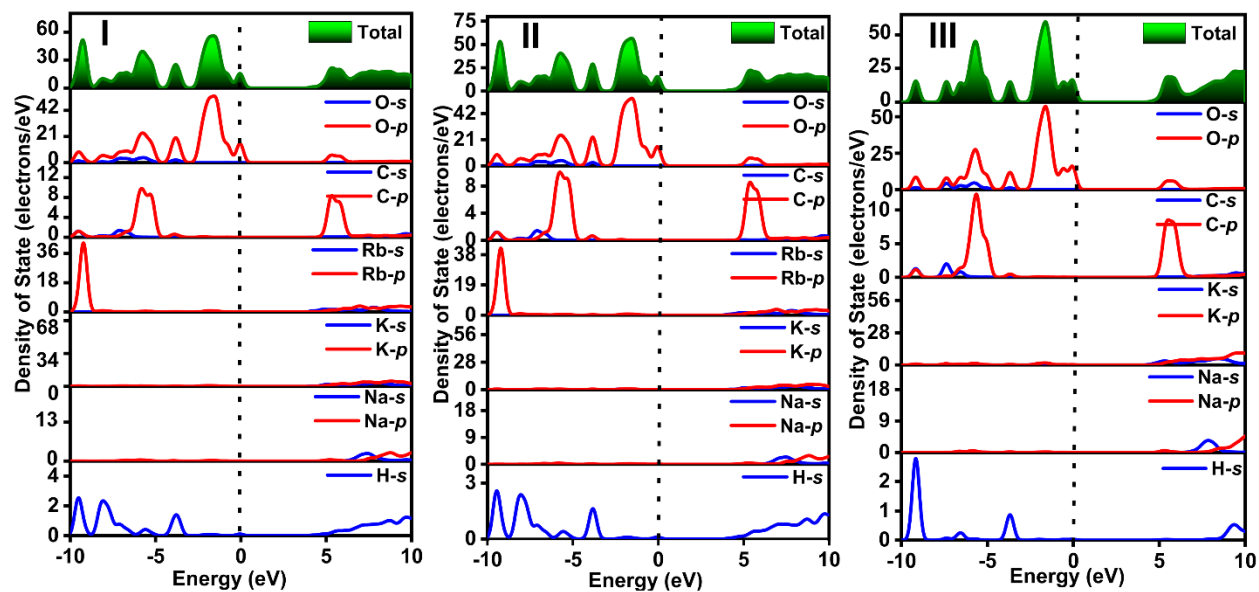 I
Total
60
30
0
O-s
O-p
42
21
0
C-s
C-p
12
8
4
0
Rb-s
Rb-p
36
18
0
K-s
K-p
68
34
0
Na-s
Na-p
13
0
H-s
4
2
0
-10 -5 0 5 10
Energy (eV)
Density of State (electrons/eV)
II
Total
75
50
25
0
O-s
O-p
42
21
0
C-s
C-p
8
4
0
Rb-s
Rb-p
38
19
0
K-s
K-p
56
28
0
Na-s
Na-p
18
9
0
H-s
3
0
-10 -5 0 5 10
Energy (eV)
Density of State (electrons/eV)
III
Total
50
25
0
O-s
O-p
50
25
0
C-s
C-p
10
5
0
K-s
K-p
56
28
0
Na-s
Na-p
18
9
0
H-s
2
1
0
-10 -5 0 5 10
Energy (eV)
Density of State (electrons/eV)